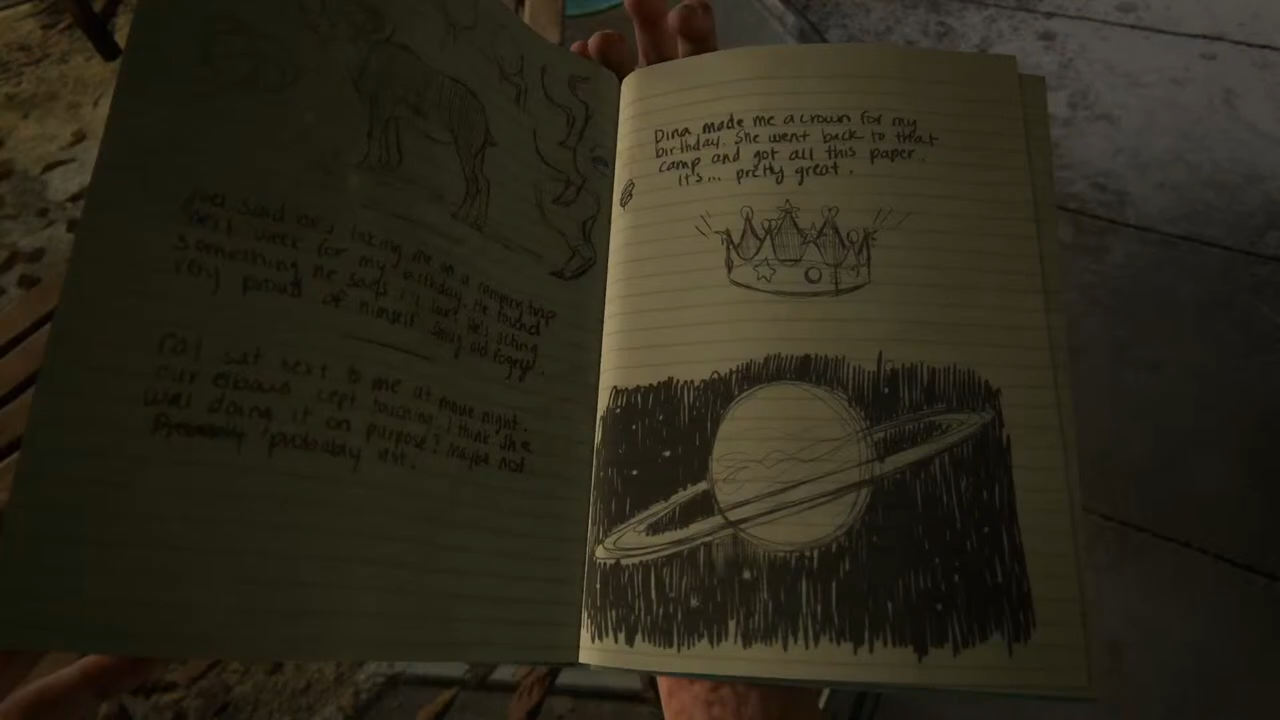 Joel said he's taking me on a camping trip
next week for my birthday. He found
something he says I'll love. He's acting
very proud of himself. Silly old fogey.
Cat sat next to me at movie night.
our elbows kept touching. I think she
was doing it on purpose? Maybe not
probably not.
Dina made me a crown for my
birthday. She went back to that
camp and got all this paper.
It's... pretty great.